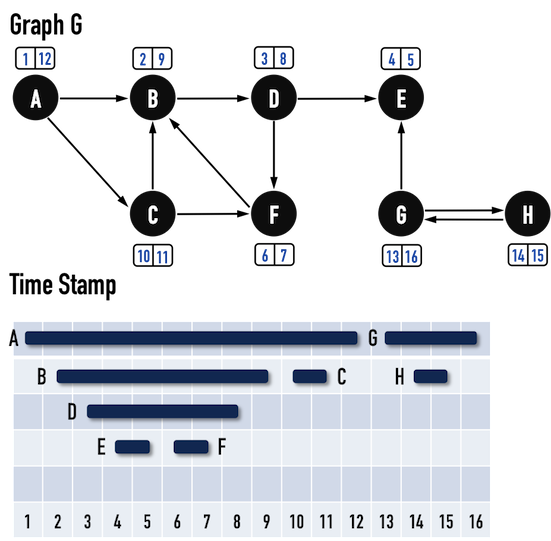 Graph G
1 12 2 9 3 8 4 5
A B D E
C F G H
10 11 6 7 13 16 14 15
Time Stamp
A G
B C H
D
E F
1 2 3 4 5 6 7 8 9 10 11 12 13 14 15 16